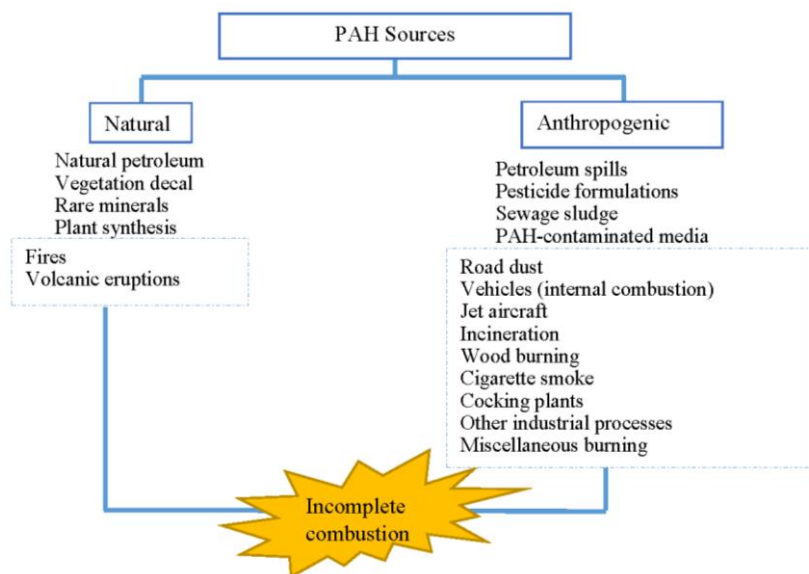 PAH Sources
Natural
Natural petroleum
Vegetation decal
Rare minerals
Plant synthesis
Fires
Volcanic eruptions
Anthropogenic
Petroleum spills
Pesticide formulations
Sewage sludge
PAH-contaminated media
Road dust
Vehicles (internal combustion)
Jet aircraft
Incineration
Wood burning
Cigarette smoke
Cocking plants
Other industrial processes
Miscellaneous burning
Incomplete
combustion